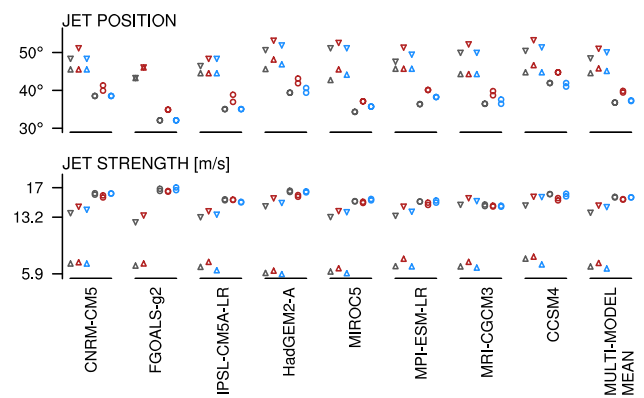 JET POSITION
50°
40°
30°
JET STRENGTH [m/s]
17
13.2
5.9
CNRM-CM5
FGOALS-g2
IPSL-CM5A-LR
HadGEM2-A
MIROC5
MPI-ESM-LR
MRI-CGCM3
CCSM4
MULTI-MODEL
MEAN